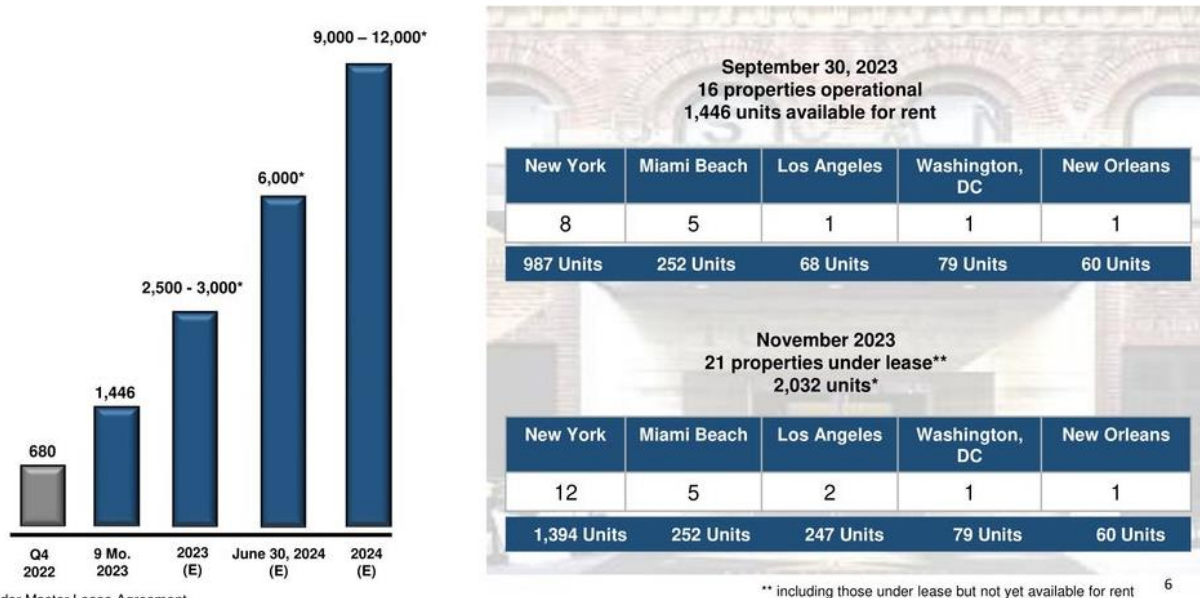 9,000 – 12,000*
6,000*
2,500 - 3,000*
1,446
680
Q4 2022
9 Mo. 2023
2023 (E)
June 30, 2024 (E)
2024 (E)
September 30, 2023
16 properties operational
1,446 units available for rent
New York Miami Beach Los Angeles Washington, DC New Orleans
8 5 1 1 1
987 Units 252 Units 68 Units 79 Units 60 Units
November 2023
21 properties under lease**
2,032 units*
New York Miami Beach Los Angeles Washington, DC New Orleans
12 5 2 1 1
1,394 Units 252 Units 247 Units 79 Units 60 Units
Master Lease Agreement
** including those under lease but not yet available for rent
6